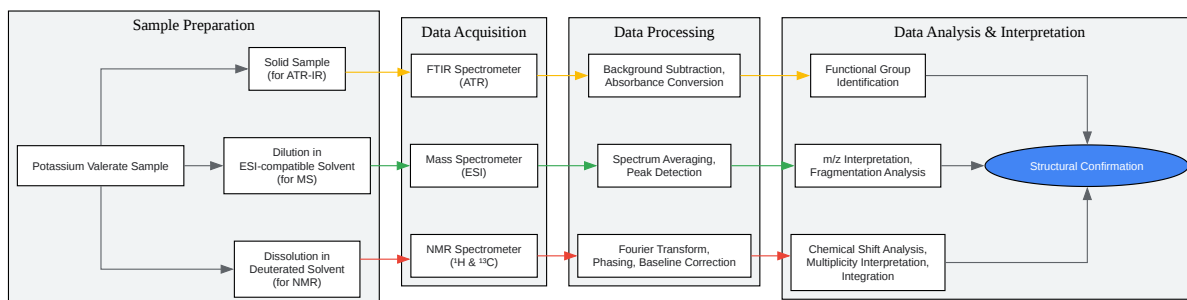 Sample Preparation
Data Acquisition
Data Processing
Data Analysis & Interpretation
Solid Sample
(for ATR-IR)
FTIR Spectrometer
(ATR)
Background Subtraction,
Absorbance Conversion
Functional Group
Identification
Potassium Valerate Sample
Dilution in
ESI-compatible Solvent
(for MS)
Mass Spectrometer
(ESI)
Spectrum Averaging,
Peak Detection
m/z Interpretation,
Fragmentation Analysis
Structural Confirmation
Dissolution in
Deuterated Solvent
(for NMR)
NMR Spectrometer
(¹H & ¹³C)
Fourier Transform,
Phasing, Baseline Correction
Chemical Shift Analysis,
Multiplicity Interpretation,
Integration